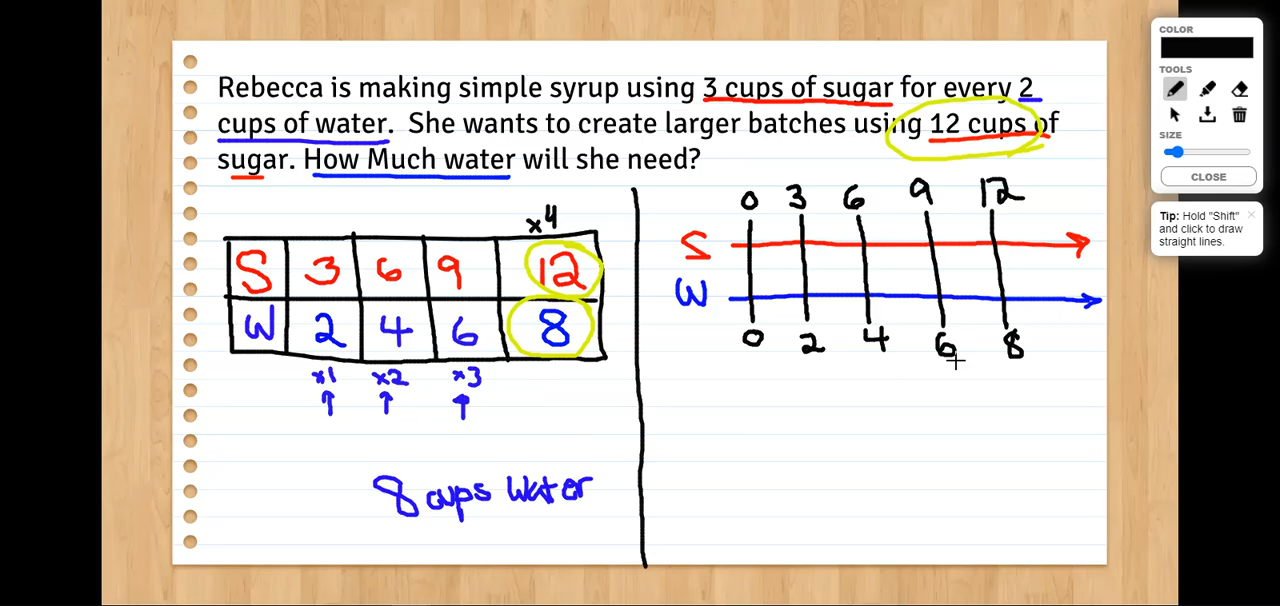 Rebecca is making simple syrup using 3 cups of sugar for every 2
cups of water. She wants to create larger batches using 12 cups of
sugar. How Much water will she need?
x4
S 3 6 9 12
W 2 4 6 8
x1 x2 x3
8 cups Water
0 3 6 9 12
S
W
0 2 4 6 8
COLOR
TOOLS
SIZE
CLOSE
Tip: Hold "Shift"
and click to draw
straight lines.